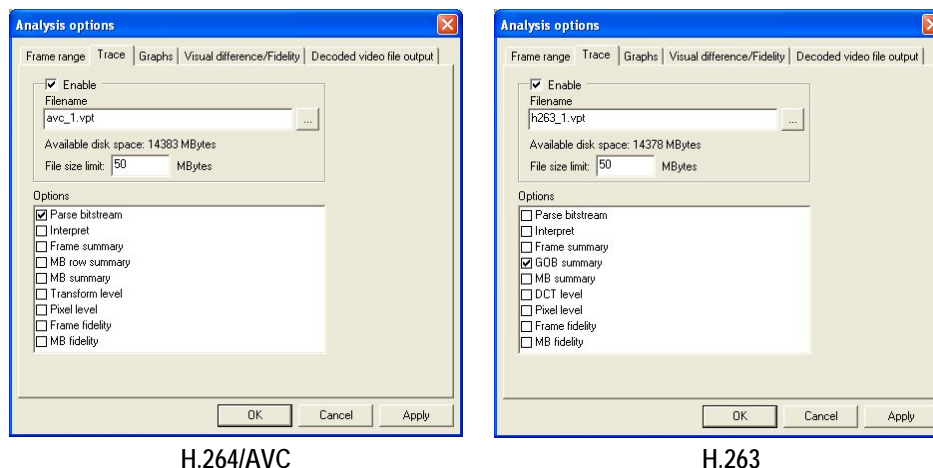 Analysis options
Frame range Trace Graphs Visual difference/Fidelity Decoded video file output
Enable
Filename
avc_1.vpt
...
Available disk space: 14383 MBytes
File size limit: 50 MBytes
Options
Parse bitstream
Interpret
Frame summary
MB row summary
MB summary
Transform level
Pixel level
Frame fidelity
MB fidelity
OK Cancel Apply
H.264/AVC
Analysis options
Frame range Trace Graphs Visual difference/Fidelity Decoded video file output
Enable
Filename
h263_1.vpt
...
Available disk space: 14378 MBytes
File size limit: 50 MBytes
Options
Parse bitstream
Interpret
Frame summary
GOB summary
MB summary
DCT level
Pixel level
Frame fidelity
MB fidelity
OK Cancel Apply
H.263